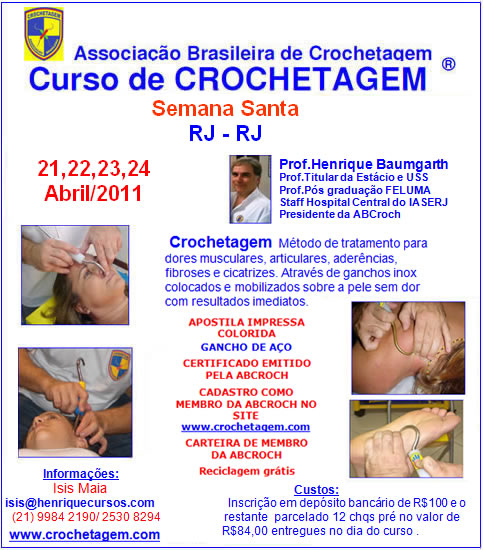 Associação Brasileira de Crochetagem
Curso de CROCHETAGEM ®
Semana Santa
RJ - RJ
21,22,23,24
Abril/2011
Prof.Henrique Baumgarth
Prof.Titular da Estácio e USS
Prof.Pós graduação FELUMA
Staff Hospital Central do IASERJ
Presidente da ABCroch
Crochetagem Método de tratamento para
dores musculares, articulares, aderências,
fibroses e cicatrizes. Através de ganchos inox
colocados e mobilizados sobre a pele sem dor
com resultados imediatos.
APOSTILA IMPRESSA
COLORIDA
GANCHO DE AÇO
CERTIFICADO EMITIDO
PELA ABCROCH
CADASTRO COMO
MEMBRO DA ABCROCH NO
SITE
www.crochetagem.com
CARTEIRA DE MEMBRO
DA ABCROCH
Reciclagem grátis
Informações:
Isis Maia
isis@henriquecursos.com
(21) 9984 2190/ 2530 8294
www.crochetagem.com
Custos:
Inscrição em depósito bancário de R$100 e o
restante parcelado 12 chqs pré no valor de
R$84,00 entregues no dia do curso .